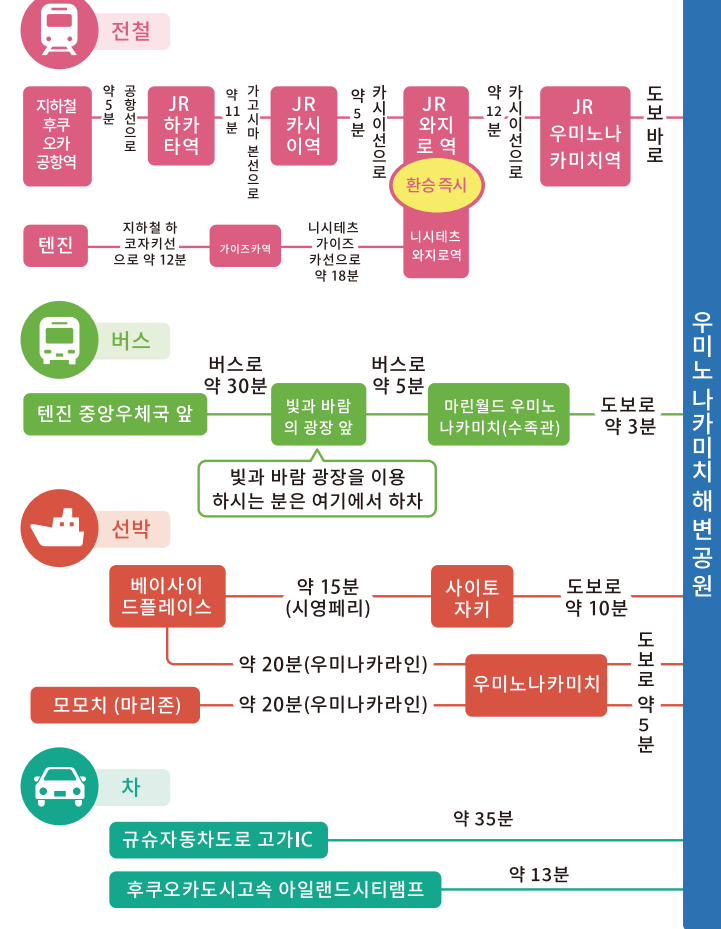 전철
지하철
후쿠
오카
공항역
약5분
공항선으로
JR
하카
타역
약11분
가고시마 본선으로
JR
카시
이역
약5분
카시이선으로
JR
와지
로 역
약12분
카시이선으로
JR
우미노나
카미치역
도보 바로
환승 즉시
텐진
지하철 하
코자키선
으로 약 12분
가이즈카역
니시테츠
가이즈
카선으로
약 18분
니시테츠
와지로역
버스
텐진 중앙우체국 앞
버스로
약 30분
빛과 바람
의 광장 앞
버스로
약 5분
마린월드 우미노
나카미치(수족관)
도보로
약 3분
빛과 바람 광장을 이용
하시는 분은 여기에서 하차
선박
베이사이
드플레이스
약 15분
(시영페리)
사이토
자키
도보로
약 10분
약 20분(우미나카라인)
모모치 (마리존)
약 20분(우미나카라인)
우미노나카미치
도보로 약5분
차
규슈자동차도로 고가IC
약 35분
후쿠오카도시고속 아일랜드시티램프
약 13분
우미노 나카미치 해변공원